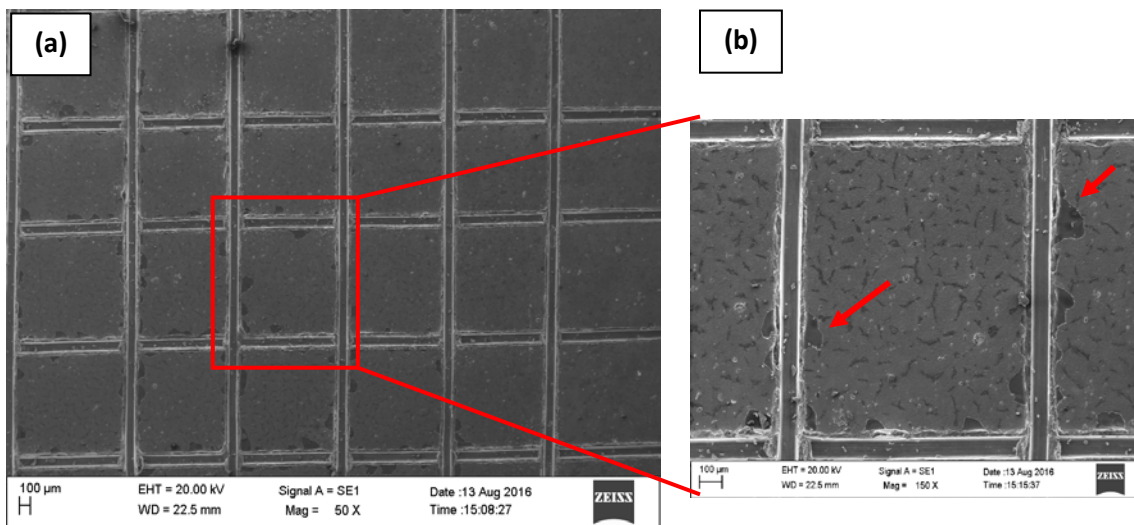 (a)
(b)
100 µm
EHT = 20.00 kV
Signal A = SE1
Date :13 Aug 2016
WD = 22.5 mm
Mag = 50 X
Time :15:08:27
ZEISS
100 µm
EHT = 20.00 kV
Signal A = SE1
Date :13 Aug 2016
WD = 22.5 mm
Mag = 150 X
Time :15:15:37
ZEISS